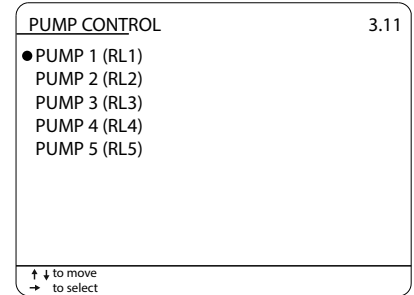 PUMP CONTROL 3.11
● PUMP 1 (RL1)
PUMP 2 (RL2)
PUMP 3 (RL3)
PUMP 4 (RL4)
PUMP 5 (RL5)
↑ ↓ to move
→ to select